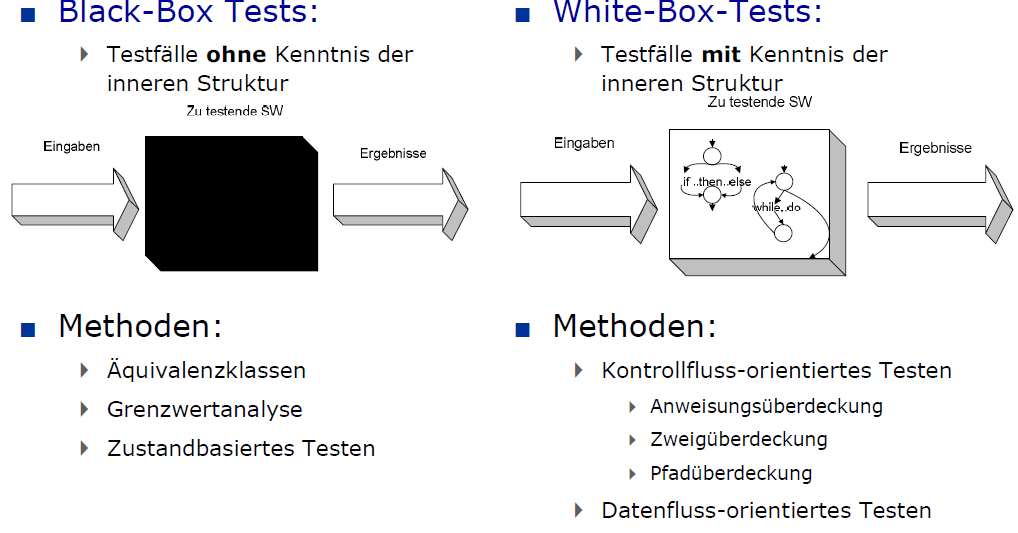 Black-Box Tests:
Testfälle ohne Kenntnis der
inneren Struktur
Zu testende SW
Eingaben
Ergebnisse
Methoden:
Äquivalenzklassen
Grenzwertanalyse
Zustandbasiertes Testen
White-Box-Tests:
Testfälle mit Kenntnis der
inneren Struktur
Zu testende SW
Eingaben
if ..then..else
while..do
Ergebnisse
Methoden:
Kontrollfluss-orientiertes Testen
Anweisungsüberdeckung
Zweigüberdeckung
Pfadüberdeckung
Datenfluss-orientiertes Testen